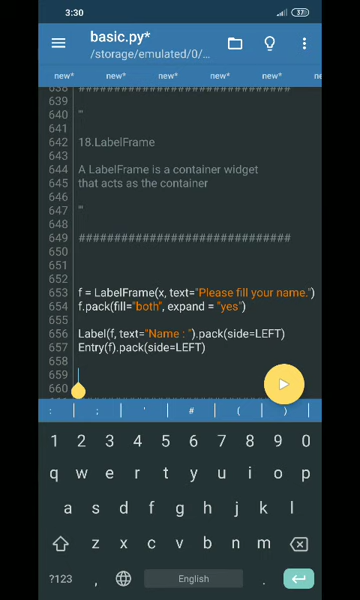 3:30
37
basic.py*
/storage/emulated/0/...
new* new* new* new* new* ne
638 ##############################
639
640 '''
641
642 18.LabelFrame
643
644 A LabelFrame is a container widget
645 that acts as the container
646
647 '''
648
649 ##############################
650
651
652
653 f = LabelFrame(x, text="Please fill your name.")
654 f.pack(fill="both", expand = "yes")
655
656 Label(f, text="Name : ").pack(side=LEFT)
657 Entry(f).pack(side=LEFT)
658
659
660
: ; ' # ( )
1 2 3 4 5 6 7 8 9 0
q w e r t y u i o p
a s d f g h j k l
z x c v b n m
?123 , English .